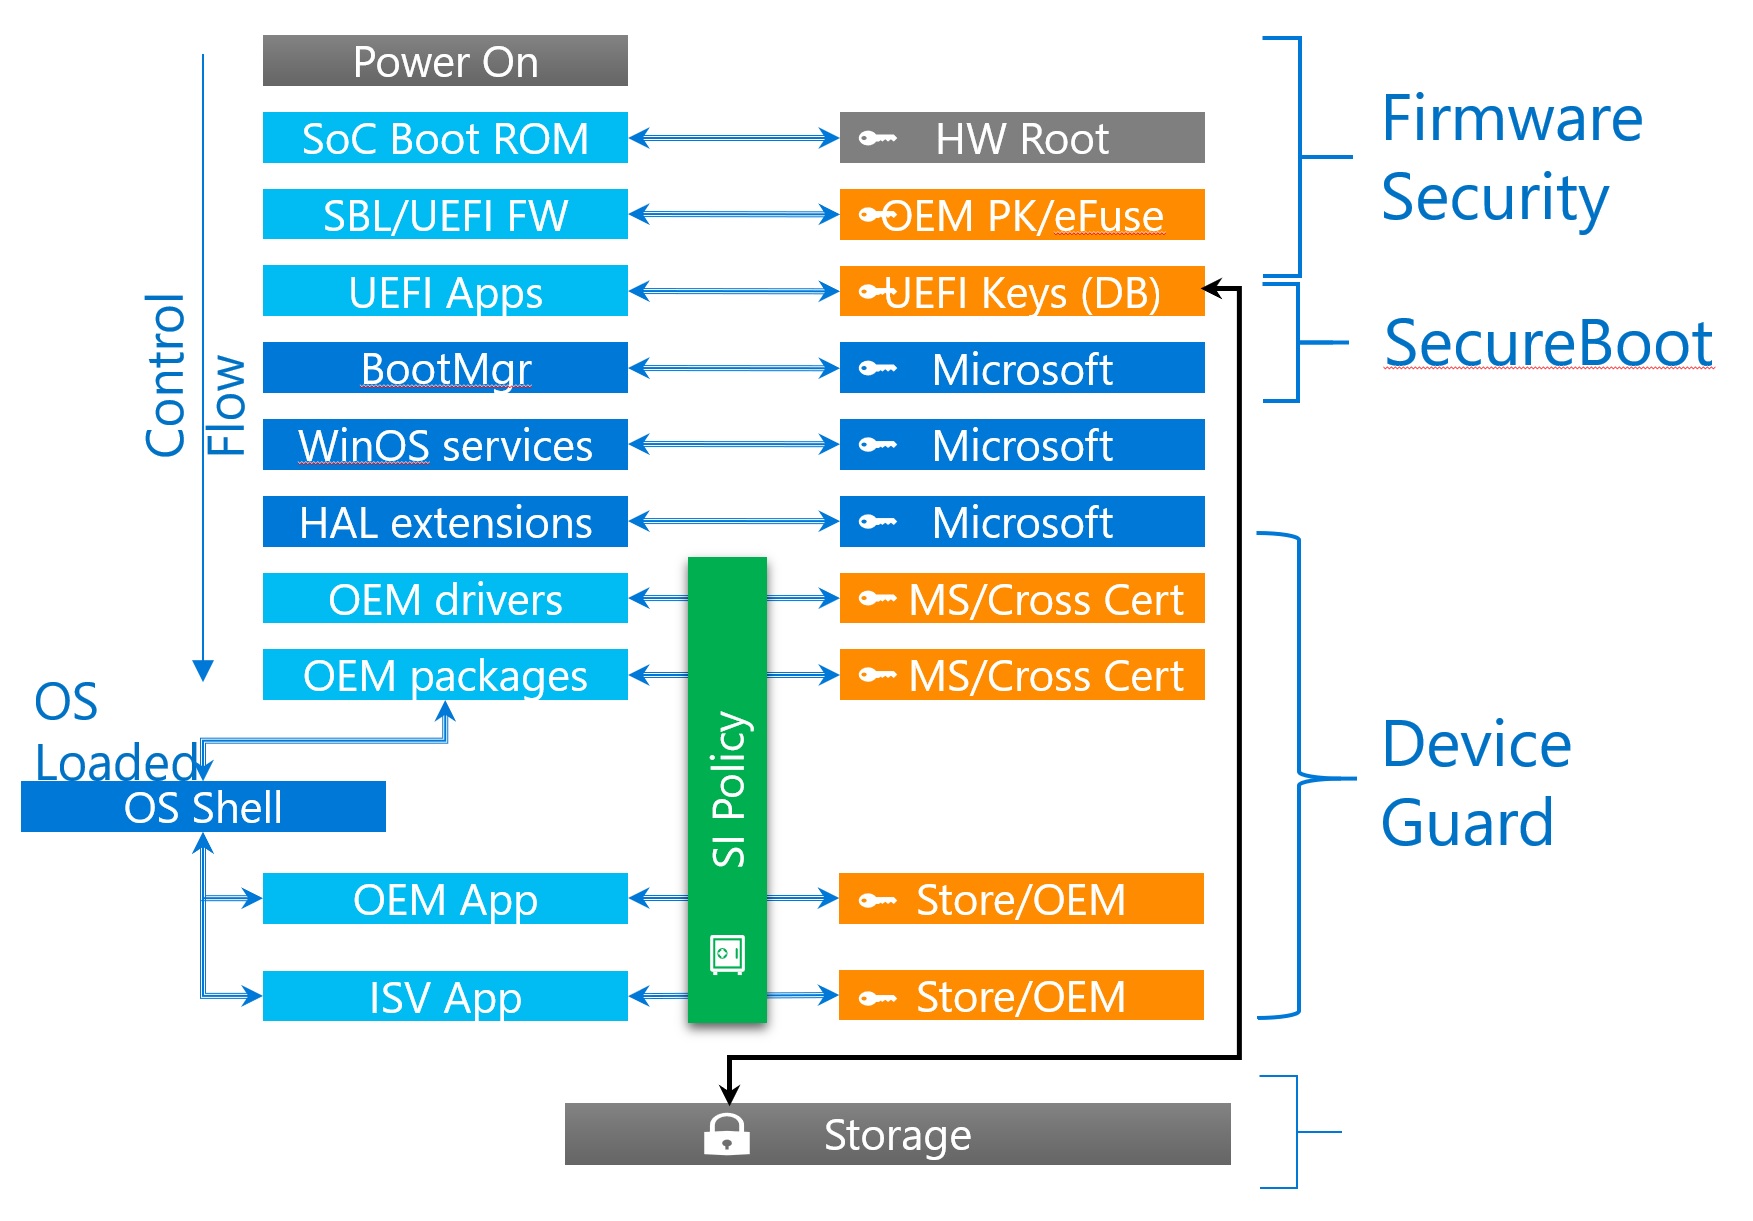 Power On
SoC Boot ROM
HW Root
SBL/UEFI FW
OEM PK/eFuse
UEFI Apps
UEFI Keys (DB)
BootMgr
Microsoft
WinOS services
Microsoft
HAL extensions
Microsoft
OEM drivers
MS/Cross Cert
OEM packages
MS/Cross Cert
Control
Flow
OS
Loaded
OS Shell
OEM App
Store/OEM
ISV App
Store/OEM
SI Policy
Storage
Firmware
Security
SecureBoot
Device
Guard